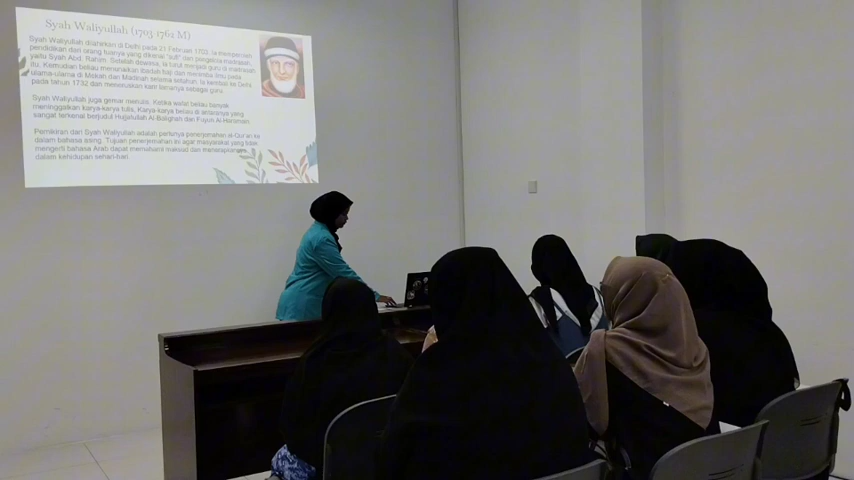 Syah Waliyullah (1703-1762 M)
Syah Waliyullah dilahirkan di Delhi pada 21 Februari 1703. Ia memperoleh
pendidikan dari orang tuanya yang dikenal "sufi" dan pengelola madrasah,
yaitu Syah Abd. Rahim. Setelah dewasa, ia turut menjadi guru di madrasah
itu. Kemudian beliau menunaikan ibadah haji dan menimba ilmu pada
ulama-ulama di Mekah dan Madinah selama setahun. Ia kembali ke Delhi
pada tahun 1732 dan meneruskan karir lamanya sebagai guru.
Syah Waliyullah juga gemar menulis. Ketika wafat beliau banyak
meninggalkan karya-karya tulis. Karya-karya beliau di antaranya yang
sangat terkenal berjudul Hujjatullah Al-Balighah dan Fuyun Al-Haramain.
Pemikiran dari Syah Waliyullah adalah perlunya penerjemahan al-Qur'an ke
dalam bahasa asing. Tujuan penerjemahan ini agar masyarakat yang tidak
mengerti bahasa Arab dapat memahami maksud dan menerapkannya
dalam kehidupan sehari-hari.